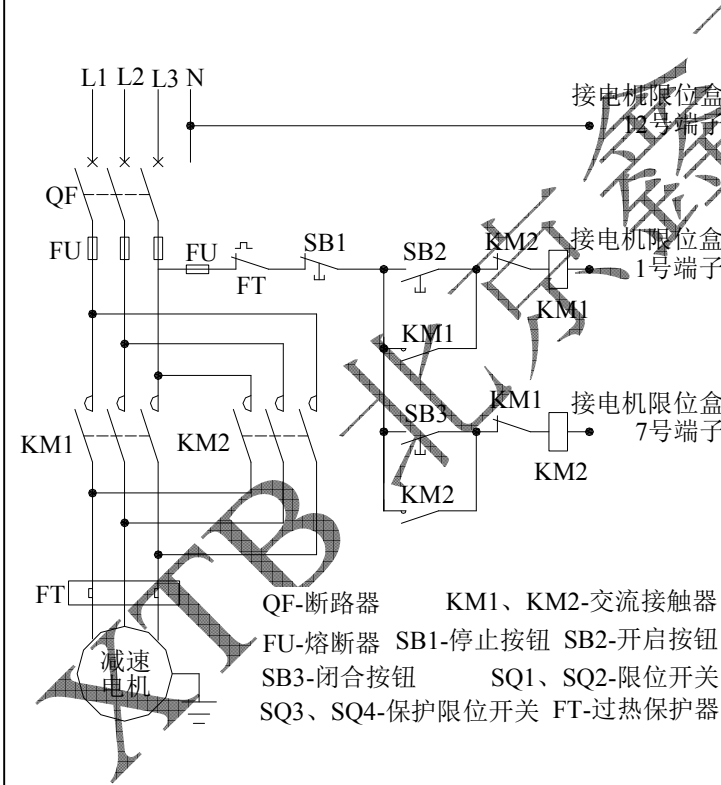 L1 L2 L3 N
接电机限位盒
12号端子
QF
FU
FU
FT
SB1
SB2
KM2
接电机限位盒
1号端子
KM1
KM1
KM1
KM2
SB3
KM1
接电机限位盒
7号端子
KM2
KM2
FT
减速
电机
QF-断路器 KM1、KM2-交流接触器
FU-熔断器 SB1-停止按钮 SB2-开启按钮
SB3-闭合按钮 SQ1、SQ2-限位开关
SQ3、SQ4-保护限位开关 FT-过热保护器
XTB 北京鑫